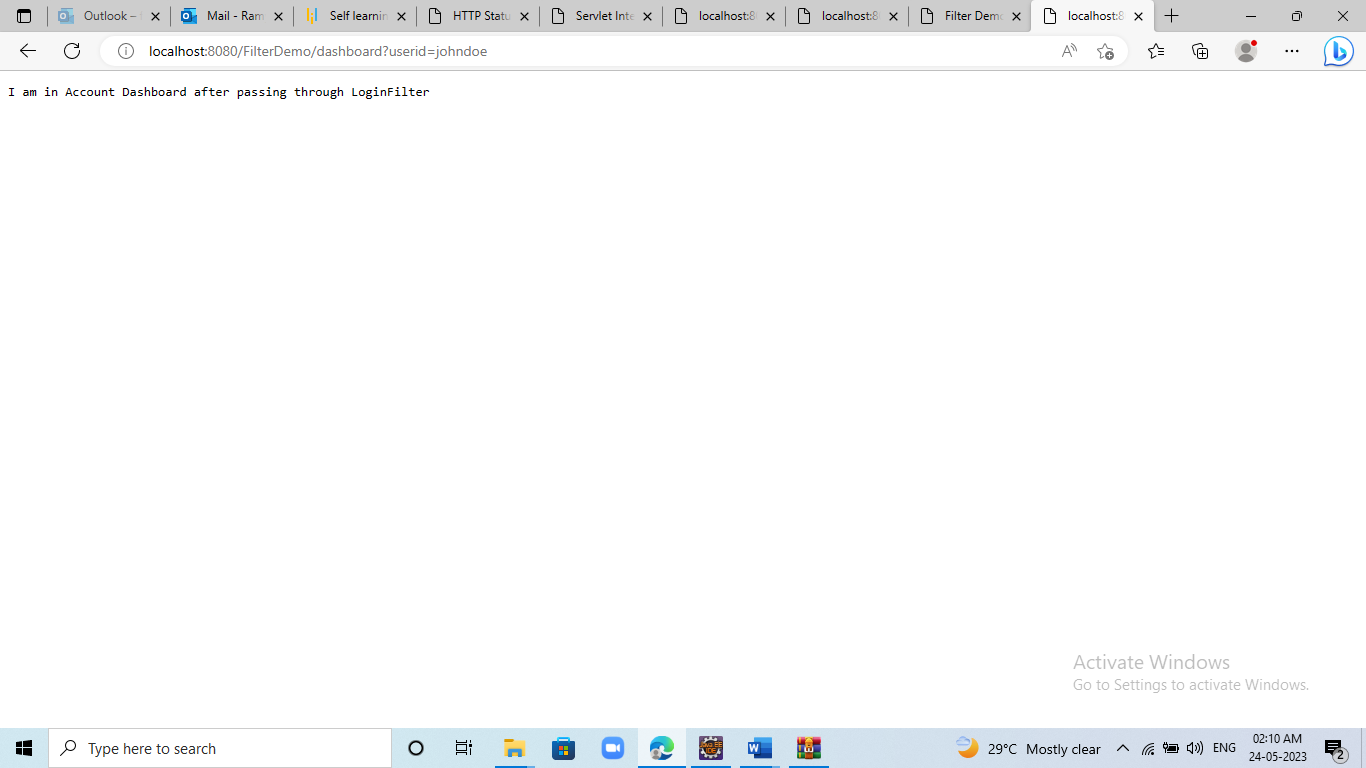 Outlook –
Mail - Ram
Self learnin
HTTP Statu
Servlet Inte
localhost:8
localhost:8
Filter Demo
localhost:8
localhost:8080/FilterDemo/dashboard?userid=johndoe
I am in Account Dashboard after passing through LoginFilter
Activate Windows
Go to Settings to activate Windows.
Type here to search
29°C Mostly clear
ENG
02:10 AM
24-05-2023
2